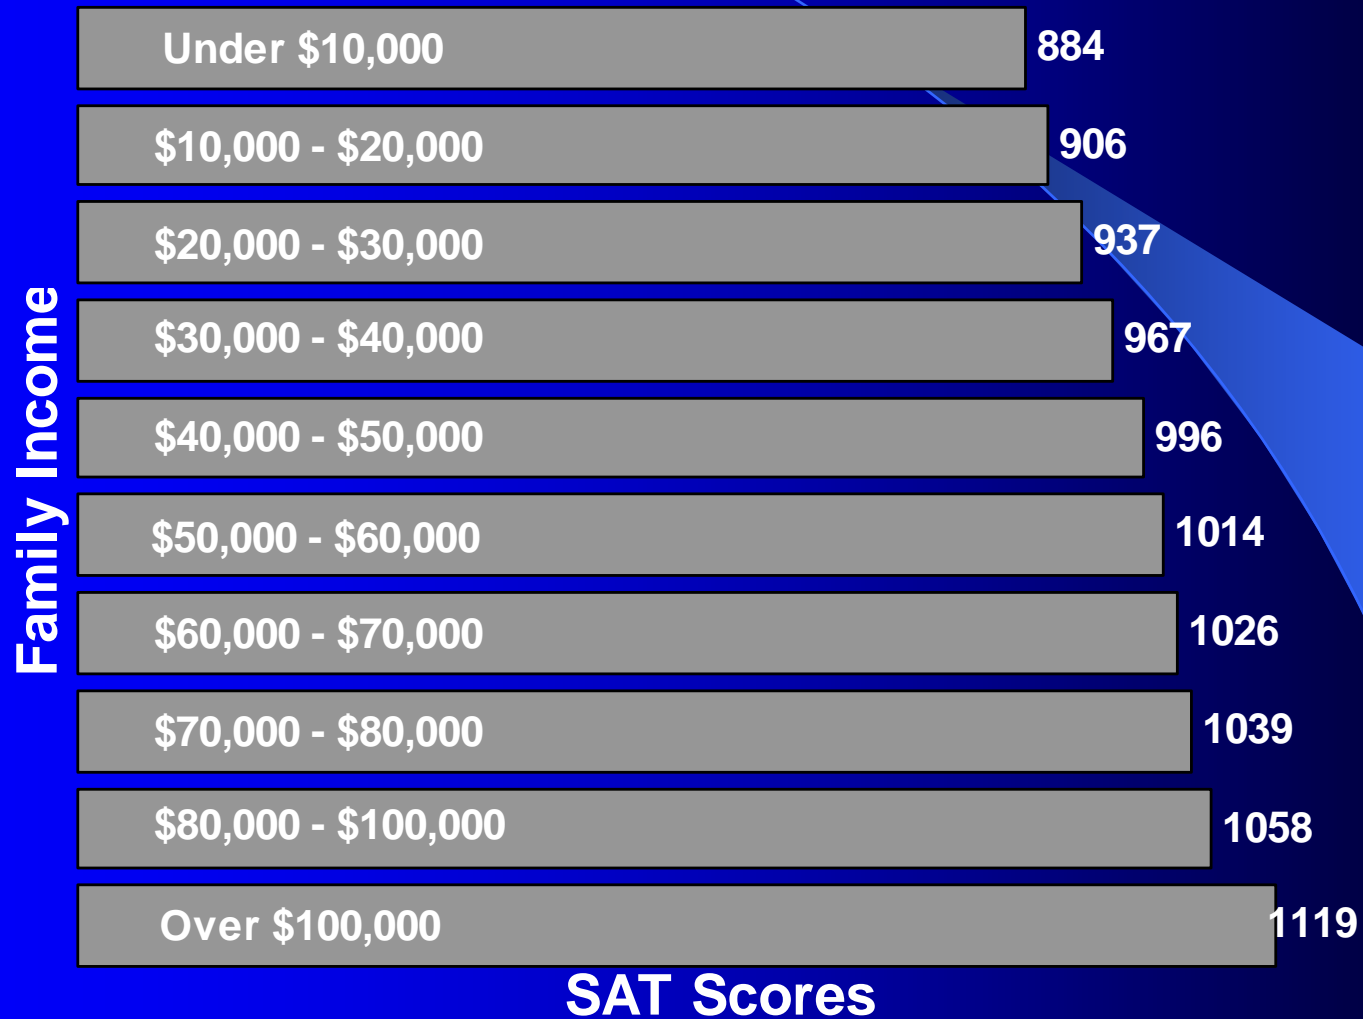 Under $10,000 884
$10,000 - $20,000 906
$20,000 - $30,000 937
$30,000 - $40,000 967
$40,000 - $50,000 996
$50,000 - $60,000 1014
$60,000 - $70,000 1026
$70,000 - $80,000 1039
$80,000 - $100,000 1058
Over $100,000 1119
Family Income
SAT Scores